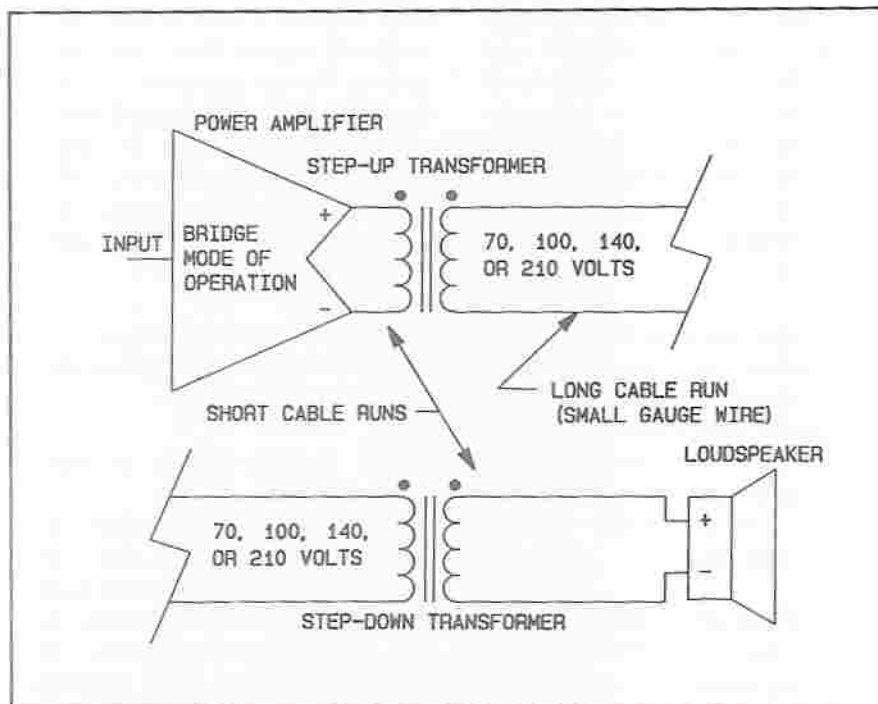 POWER AMPLIFIER
STEP-UP TRANSFORMER
+
INPUT
BRIDGE
MODE OF
OPERATION
-
70, 100, 140,
OR 210 VOLTS
SHORT CABLE RUNS
LONG CABLE RUN
(SMALL GAUGE WIRE)
LOUDSPEAKER
70, 100, 140,
OR 210 VOLTS
+
-
STEP-DOWN TRANSFORMER